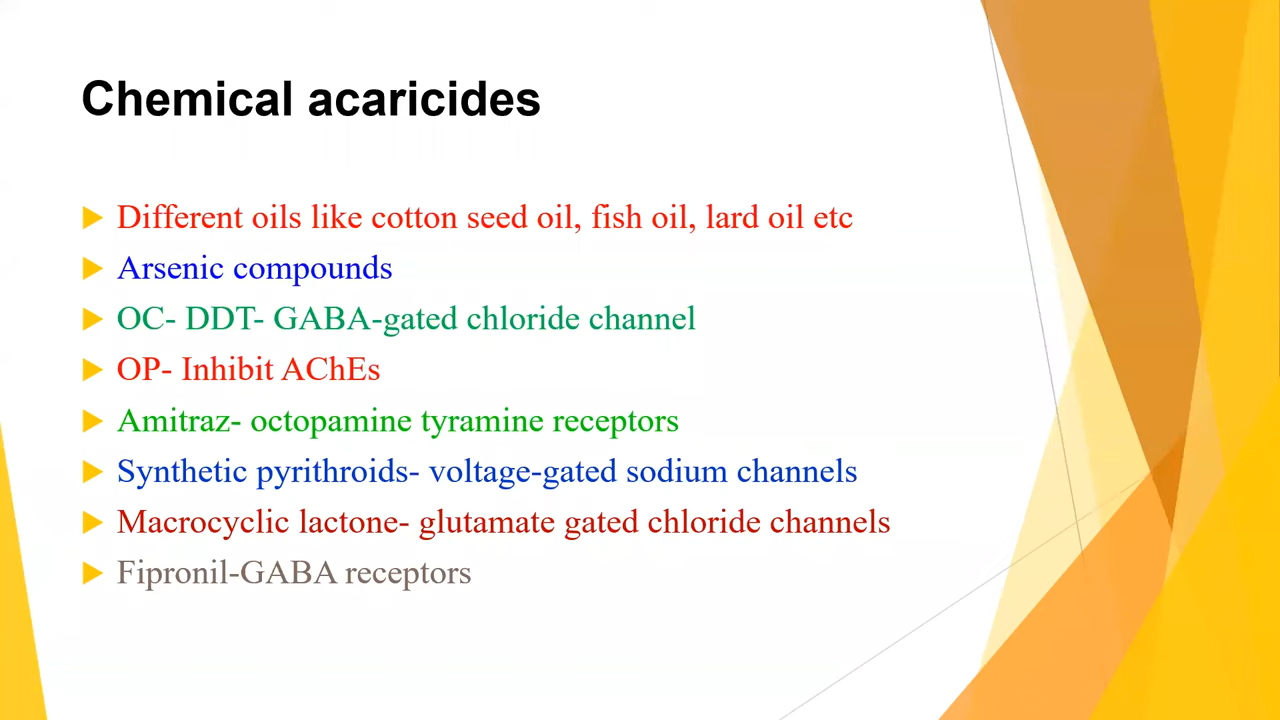 Chemical acaricides
Different oils like cotton seed oil, fish oil, lard oil etc
Arsenic compounds
OC- DDT- GABA-gated chloride channel
OP- Inhibit AChEs
Amitraz- octopamine tyramine receptors
Synthetic pyrithroids- voltage-gated sodium channels
Macrocyclic lactone- glutamate gated chloride channels
Fipronil-GABA receptors